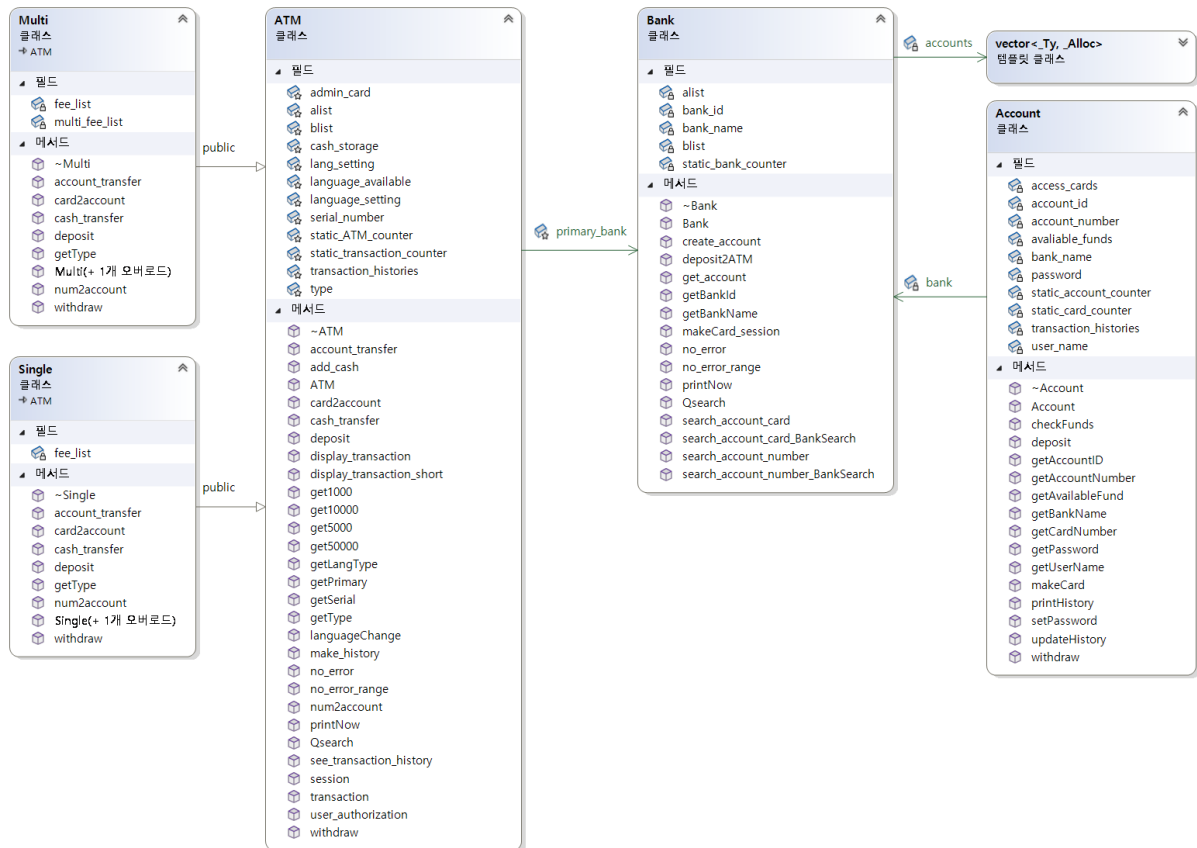 Multi
클래스
ATM
필드
fee_list
multi_fee_list
메서드
~Multi
account_transfer
card2account
cash_transfer
deposit
getType
Multi(+ 1개 오버로드)
num2account
withdraw
public
Single
클래스
ATM
필드
fee_list
메서드
~Single
account_transfer
card2account
cash_transfer
deposit
getType
num2account
Single(+ 1개 오버로드)
withdraw
public
ATM
클래스
필드
admin_card
alist
blist
cash_storage
lang_setting
language_available
language_setting
serial_number
static_ATM_counter
static_transaction_counter
transaction_histories
type
메서드
~ATM
account_transfer
add_cash
ATM
card2account
cash_transfer
deposit
display_transaction
display_transaction_short
get1000
get10000
get5000
get50000
getLangType
getPrimary
getSerial
getType
languageChange
make_history
no_error
no_error_range
num2account
printNow
Qsearch
see_transaction_history
session
transaction
user_authorization
withdraw
primary_bank
Bank
클래스
필드
alist
bank_id
bank_name
blist
static_bank_counter
메서드
~Bank
Bank
create_account
deposit2ATM
get_account
getBankId
getBankName
makeCard_session
no_error
no_error_range
printNow
Qsearch
search_account_card
search_account_card_BankSearch
search_account_number
search_account_number_BankSearch
accounts
vector<_Ty, _Alloc>
템플릿 클래스
bank
Account
클래스
필드
access_cards
account_id
account_number
avaliable_funds
bank_name
password
static_account_counter
static_card_counter
transaction_histories
user_name
메서드
~Account
Account
checkFunds
deposit
getAccountID
getAccountNumber
getAvailableFund
getBankName
getCardNumber
getPassword
getUserName
makeCard
printHistory
setPassword
updateHistory
withdraw